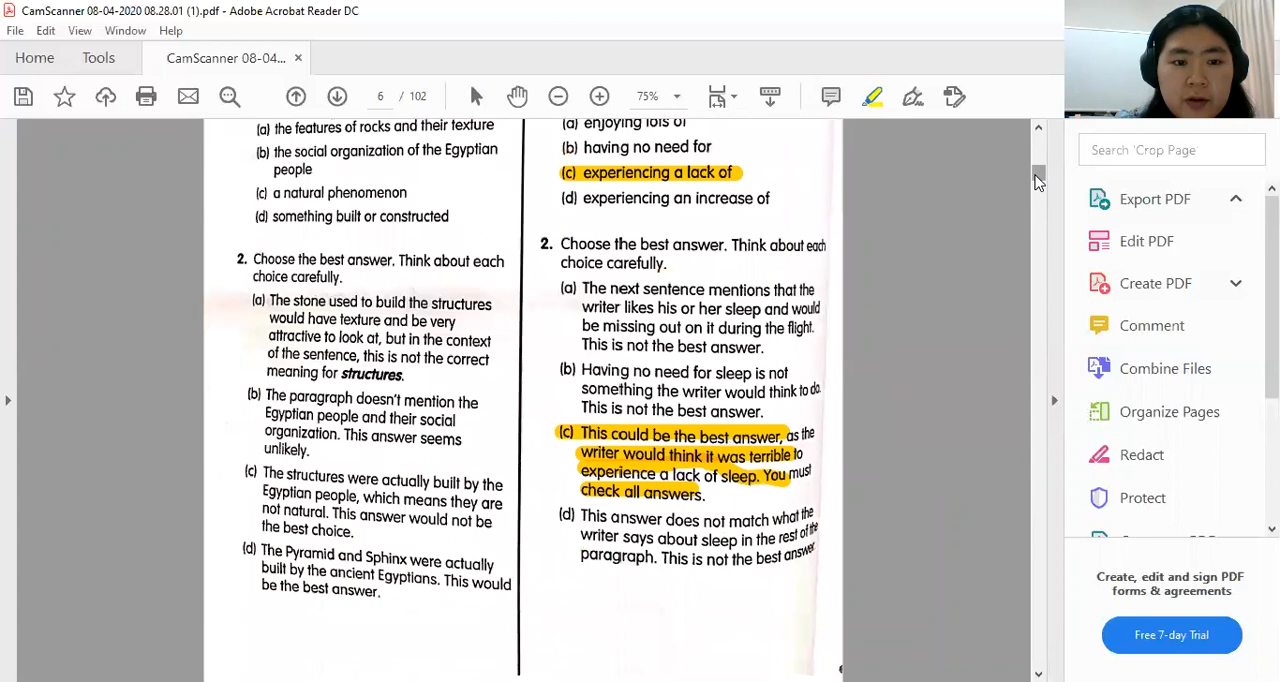 CamScanner 08-04-2020 08.28.01 (1).pdf - Adobe Acrobat Reader DC
File Edit View Window Help
Home Tools CamScanner 08-04... ×
6 / 102 75%
(a) the features of rocks and their texture
(b) the social organization of the Egyptian
people
(c) a natural phenomenon
(d) something built or constructed
2. Choose the best answer. Think about each
choice carefully.
(a) The stone used to build the structures
would have texture and be very
attractive to look at, but in the context
of the sentence, this is not the correct
meaning for structures.
(b) The paragraph doesn't mention the
Egyptian people and their social
organization. This answer seems
unlikely.
(c) The structures were actually built by the
Egyptian people, which means they are
not natural. This answer would not be
the best choice.
(d) The Pyramid and Sphinx were actually
built by the ancient Egyptians. This would
be the best answer.
(a) enjoying lots of
(b) having no need for
(c) experiencing a lack of
(d) experiencing an increase of
2. Choose the best answer. Think about each
choice carefully.
(a) The next sentence mentions that the
writer likes his or her sleep and would
be missing out on it during the flight.
This is not the best answer.
(b) Having no need for sleep is not
something the writer would think to do.
This is not the best answer.
(c) This could be the best answer, as the
writer would think it was terrible to
experience a lack of sleep. You must
check all answers.
(d) This answer does not match what the
writer says about sleep in the rest of the
paragraph. This is not the best answer.
Search 'Crop Page'
Export PDF
Edit PDF
Create PDF
Comment
Combine Files
Organize Pages
Redact
Protect
Create, edit and sign PDF
forms & agreements
Free 7-day Trial